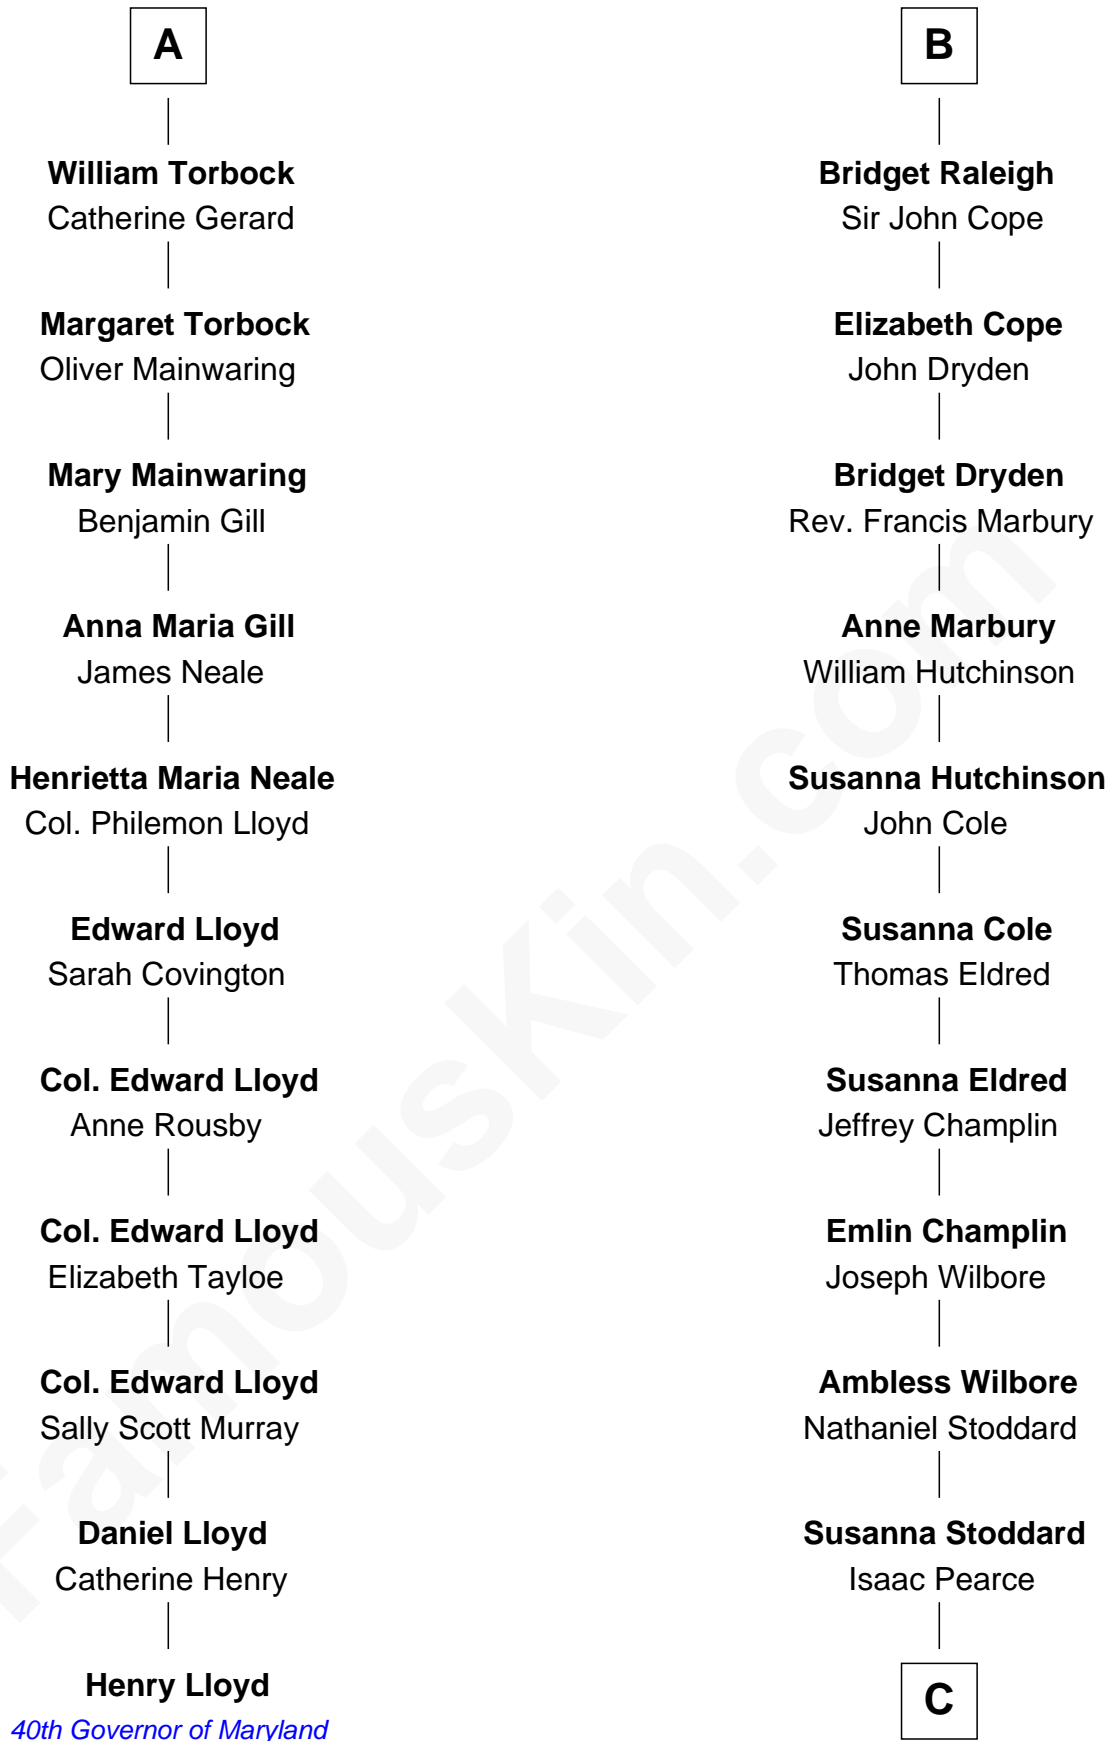 A
William Torbock
Catherine Gerard
Margaret Torbock
Oliver Mainwaring
Mary Mainwaring
Benjamin Gill
Anna Maria Gill
James Neale
Henrietta Maria Neale
Col. Philemon Lloyd
Edward Lloyd
Sarah Covington
Col. Edward Lloyd
Anne Rousby
Col. Edward Lloyd
Elizabeth Tayloe
Col. Edward Lloyd
Sally Scott Murray
Daniel Lloyd
Catherine Henry
Henry Lloyd
40th Governor of Maryland
B
Bridget Raleigh
Sir John Cope
Elizabeth Cope
John Dryden
Bridget Dryden
Rev. Francis Marbury
Anne Marbury
William Hutchinson
Susanna Hutchinson
John Cole
Susanna Cole
Thomas Eldred
Susanna Eldred
Jeffrey Champlin
Emlin Champlin
Joseph Wilbore
Ambless Wilbore
Nathaniel Stoddard
Susanna Stoddard
Isaac Pearce
C
FamousKin.com